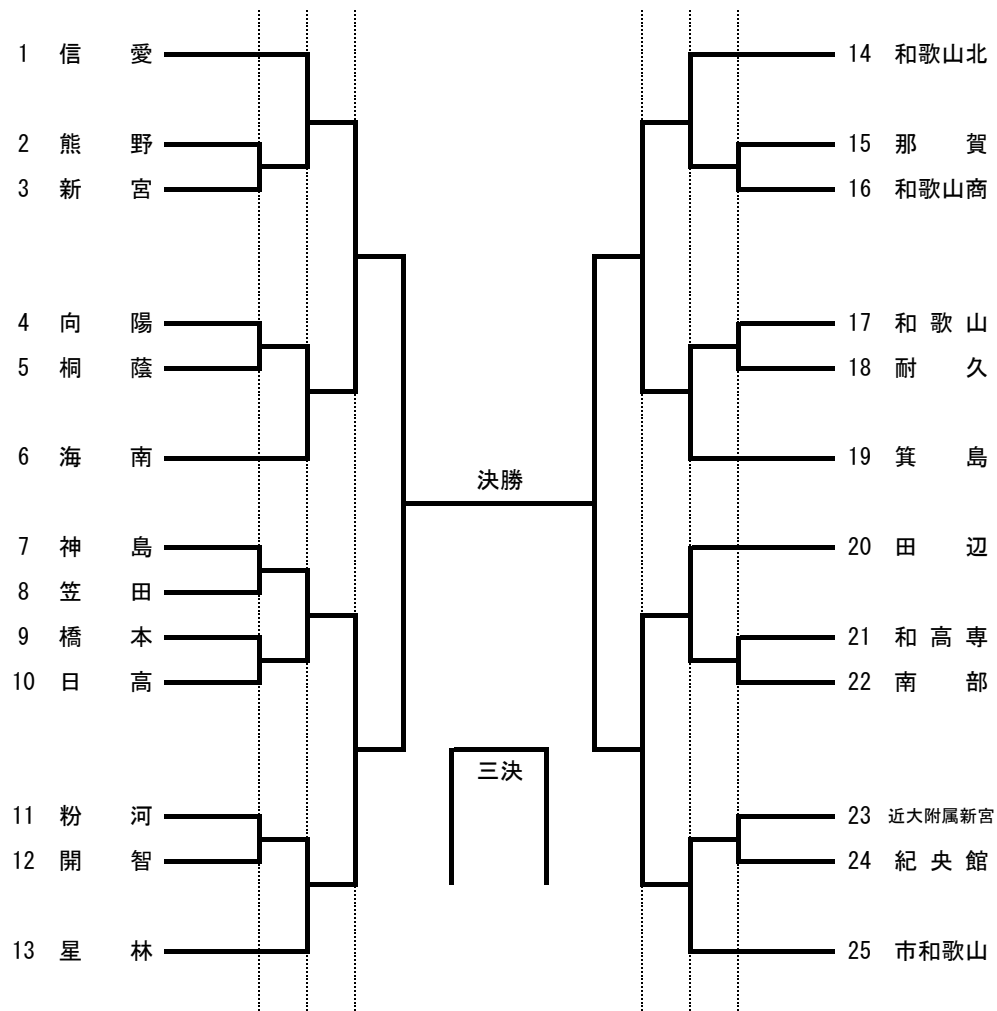 1 信愛
2 熊野
3 新宮
4 向陽
5 桐蔭
6 海南
7 神島
8 笠田
9 橋本
10 日高
11 粉河
12 開智
13 星林
決勝
三決
14 和歌山北
15 那賀
16 和歌山商
17 和歌山
18 耐久
19 箕島
20 田辺
21 和高専
22 南部
23 近大附属新宮
24 紀央館
25 市和歌山